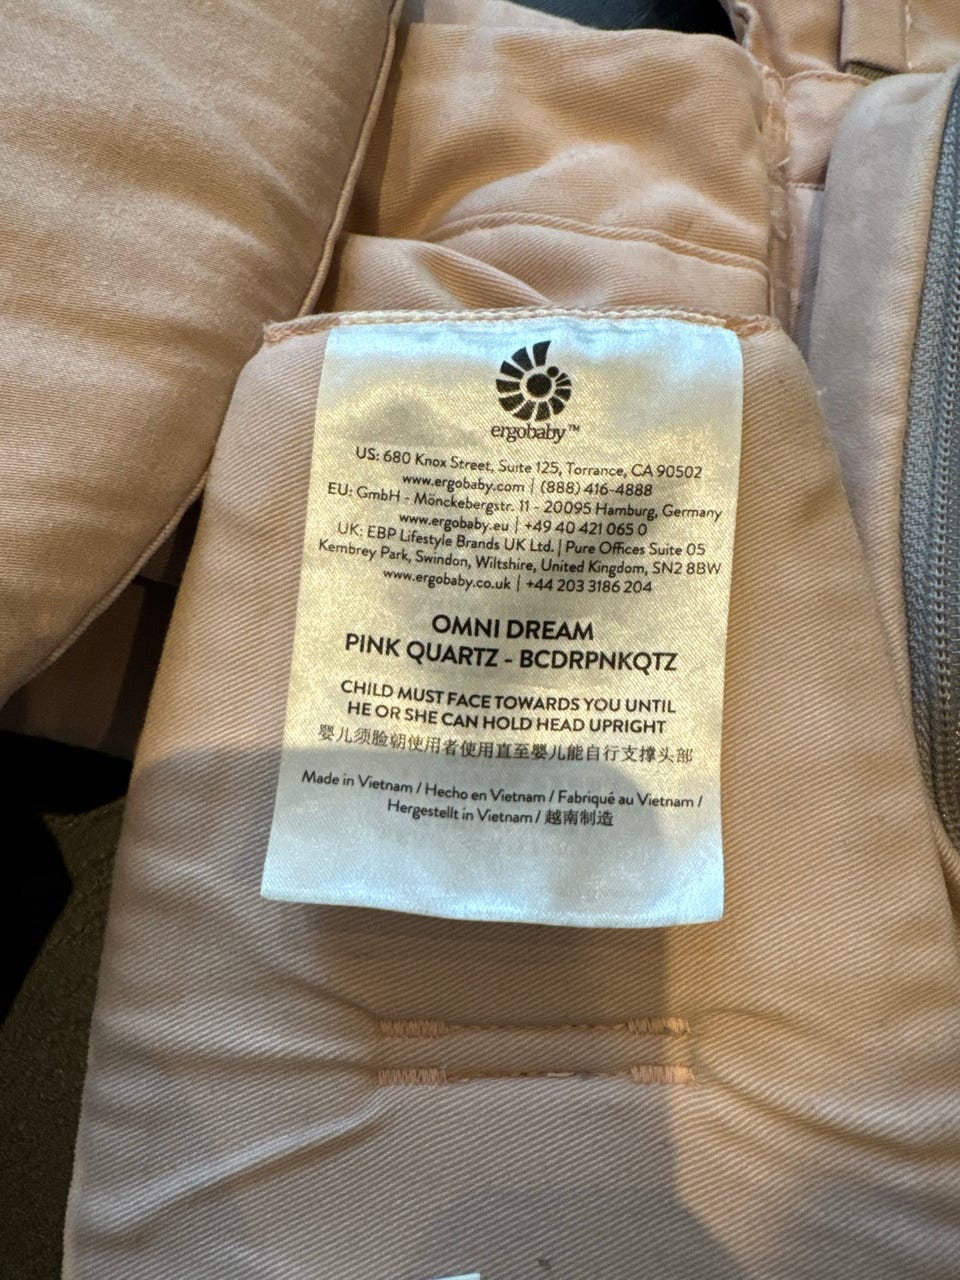 ergobaby™
US: 680 Knox Street, Suite 125, Torrance, CA 90502
www.ergobaby.com | (888) 416-4888
EU: GmbH - Mönckebergstr. 11 - 20095 Hamburg, Germany
www.ergobaby.eu | +49 40 421 065 0
UK: EBP Lifestyle Brands UK Ltd. | Pure Offices Suite 05
Kembrey Park, Swindon, Wiltshire, United Kingdom, SN2 8BW
www.ergobaby.co.uk | +44 203 3186 204
OMNI DREAM
PINK QUARTZ - BCDRPNKQTZ
CHILD MUST FACE TOWARDS YOU UNTIL
HE OR SHE CAN HOLD HEAD UPRIGHT
婴儿须脸朝使用者使用直至婴儿能自行支撑头部
Made in Vietnam / Hecho en Vietnam / Fabriqué au Vietnam /
Hergestellt in Vietnam / 越南制造